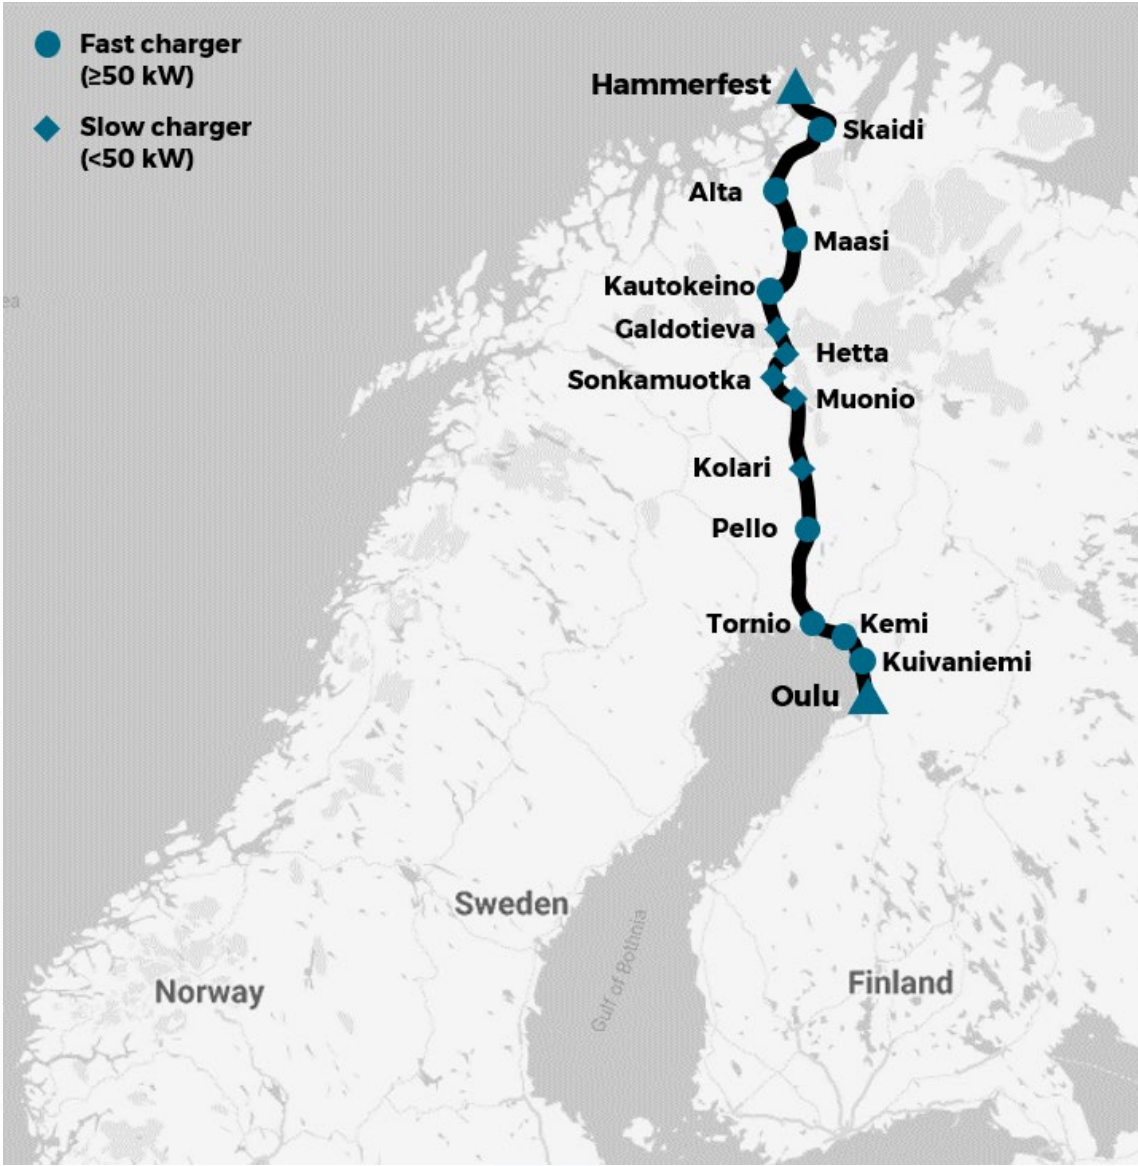 Fast charger
(≥50 kW)
Slow charger
(<50 kW)
Hammerfest
Skaidi
Alta
Maasi
Kautokeino
Galdotieva
Hetta
Sonkamuotka
Muonio
Kolari
Pello
Tornio
Kemi
Kuivaniemi
Oulu
ea
Sweden
Gulf of Bothnia
Norway
Finland